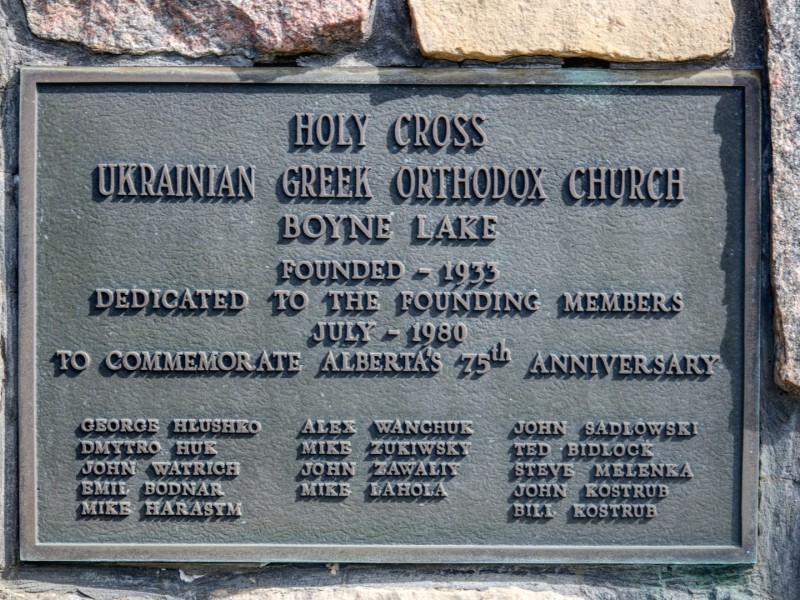 HOLY CROSS
UKRAINIAN GREEK ORTHODOX CHURCH
BOYNE LAKE
FOUNDED - 1933
DEDICATED TO THE FOUNDING MEMBERS
JULY - 1980
TO COMMEMORATE ALBERTA'S 75th ANNIVERSARY
GEORGE HLUSHKO
DMYTRO HUK
JOHN WATRICH
EMIL BODNAR
MIKE HARASYM
ALEX WANCHUK
MIKE ZUKIWSKY
JOHN ZAWALIY
MIKE LAHOLA
JOHN SADLOWSKI
TED BIDLOCK
STEVE MELENKA
JOHN KOSTRUB
BILL KOSTRUB